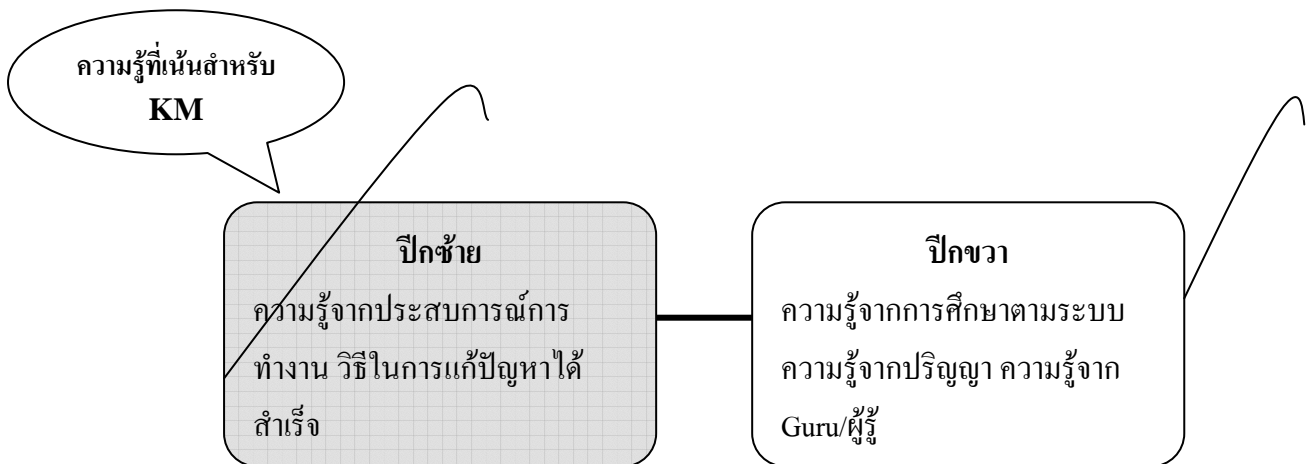 ความรู้ที่เน้นสำหรับ
KM
ปีกซ้าย
ความรู้จากประสบการณ์การ
ทำงาน วิธีในการแก้ปัญหาได้
สำเร็จ
ปีกขวา
ความรู้จากการศึกษาตามระบบ
ความรู้จากปริญญา ความรู้จาก
Guru/ผู้รู้